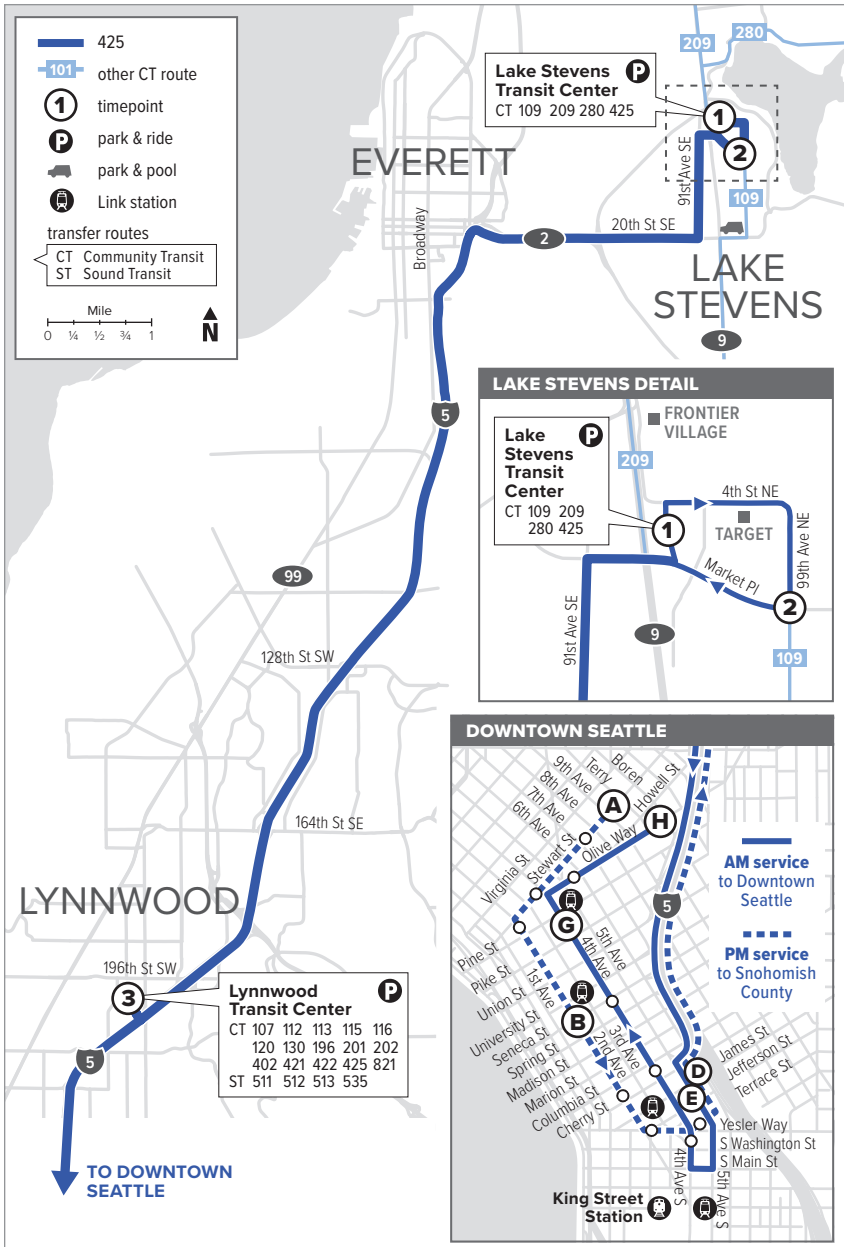 425
101
other CT route
1
timepoint
P
park & ride
park & pool
Link station
transfer routes
CT Community Transit
ST Sound Transit
Mile
0 ¼ ½ ¾ 1
N
209
280
Lake Stevens
Transit Center
P
CT 109 209 280 425
1
2
109
91st Ave SE
20th St SE
2
EVERETT
Broadway
LAKE
STEVENS
9
5
99
128th St SW
164th St SE
LYNNWOOD
196th St SW
3
Lynnwood
Transit Center
P
CT 107 112 113 115 116
120 130 196 201 202
402 421 422 425 821
ST 511 512 513 535
5
TO DOWNTOWN
SEATTLE
LAKE STEVENS DETAIL
FRONTIER
VILLAGE
Lake
Stevens
Transit
Center
P
CT 109 209
280 425
209
4th St NE
1
TARGET
99th Ave NE
Market Pl
2
91st Ave SE
9
109
DOWNTOWN SEATTLE
Boren
Terry
9th Ave
8th Ave
7th Ave
6th Ave
Howell St
A
H
Olive Way
Stewart St
Virginia St
G
5
AM service
to Downtown
Seattle
PM service
to Snohomish
County
5th Ave
4th Ave
Pine St
Pike St
1st Ave
Union St
B
University St
Seneca St
Spring St
Madison St
Marion St
Columbia St
Cherry St
3rd Ave
2nd Ave
D
E
James St
Jefferson St
Terrace St
Yesler Way
S Washington St
S Main St
4th Ave S
5th Ave S
King Street
Station